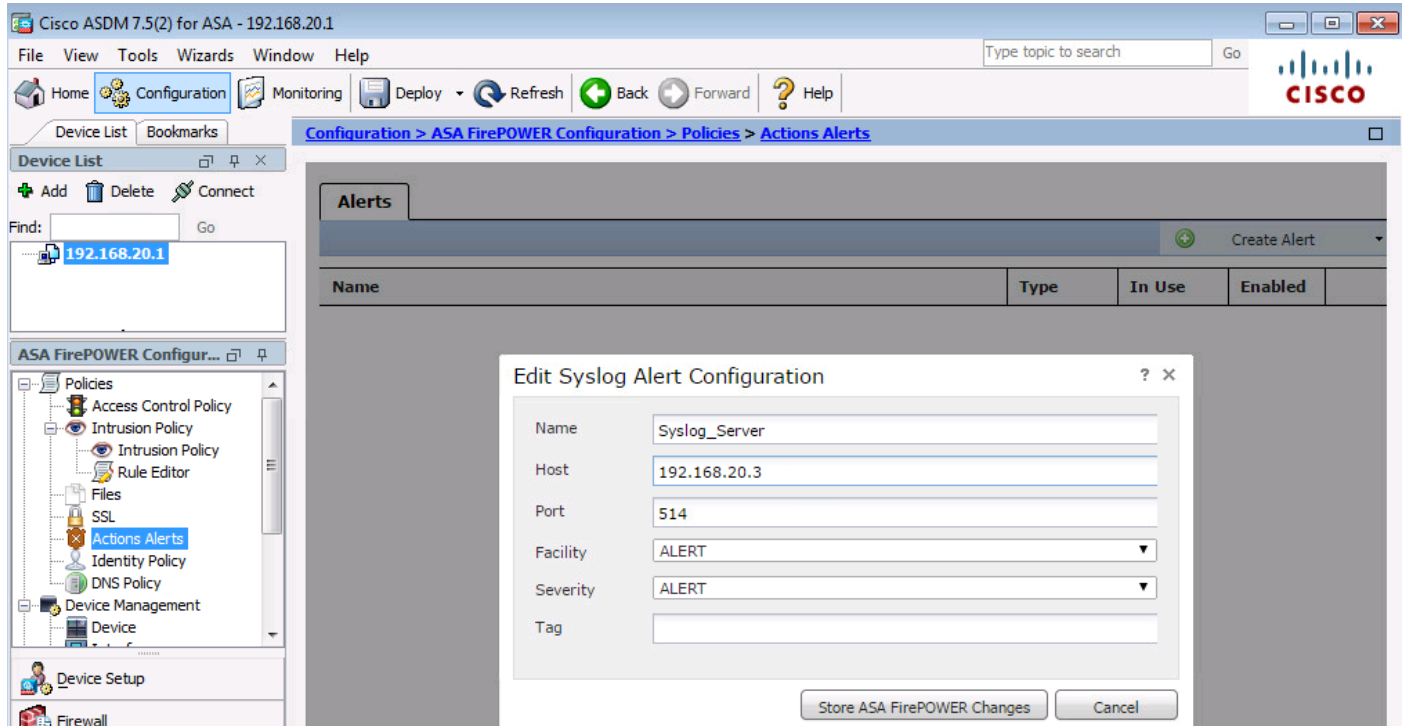 Cisco ASDM 7.5(2) for ASA - 192.168.20.1
File View Tools Wizards Window Help
Type topic to search Go
Home Configuration Monitoring Deploy Refresh Back Forward Help
CISCO
Device List Bookmarks
Configuration > ASA FirePOWER Configuration > Policies > Actions Alerts
Device List
Add Delete Connect
Find: Go
192.168.20.1
Alerts
Create Alert
Name Type In Use Enabled
ASA FirePOWER Configur...
Policies
Access Control Policy
Intrusion Policy
Intrusion Policy
Rule Editor
Files
SSL
Actions Alerts
Identity Policy
DNS Policy
Device Management
Device
Device Setup
Firewall
Edit Syslog Alert Configuration ?
Name Syslog_Server
Host 192.168.20.3
Port 514
Facility ALERT
Severity ALERT
Tag
Store ASA FirePOWER Changes Cancel